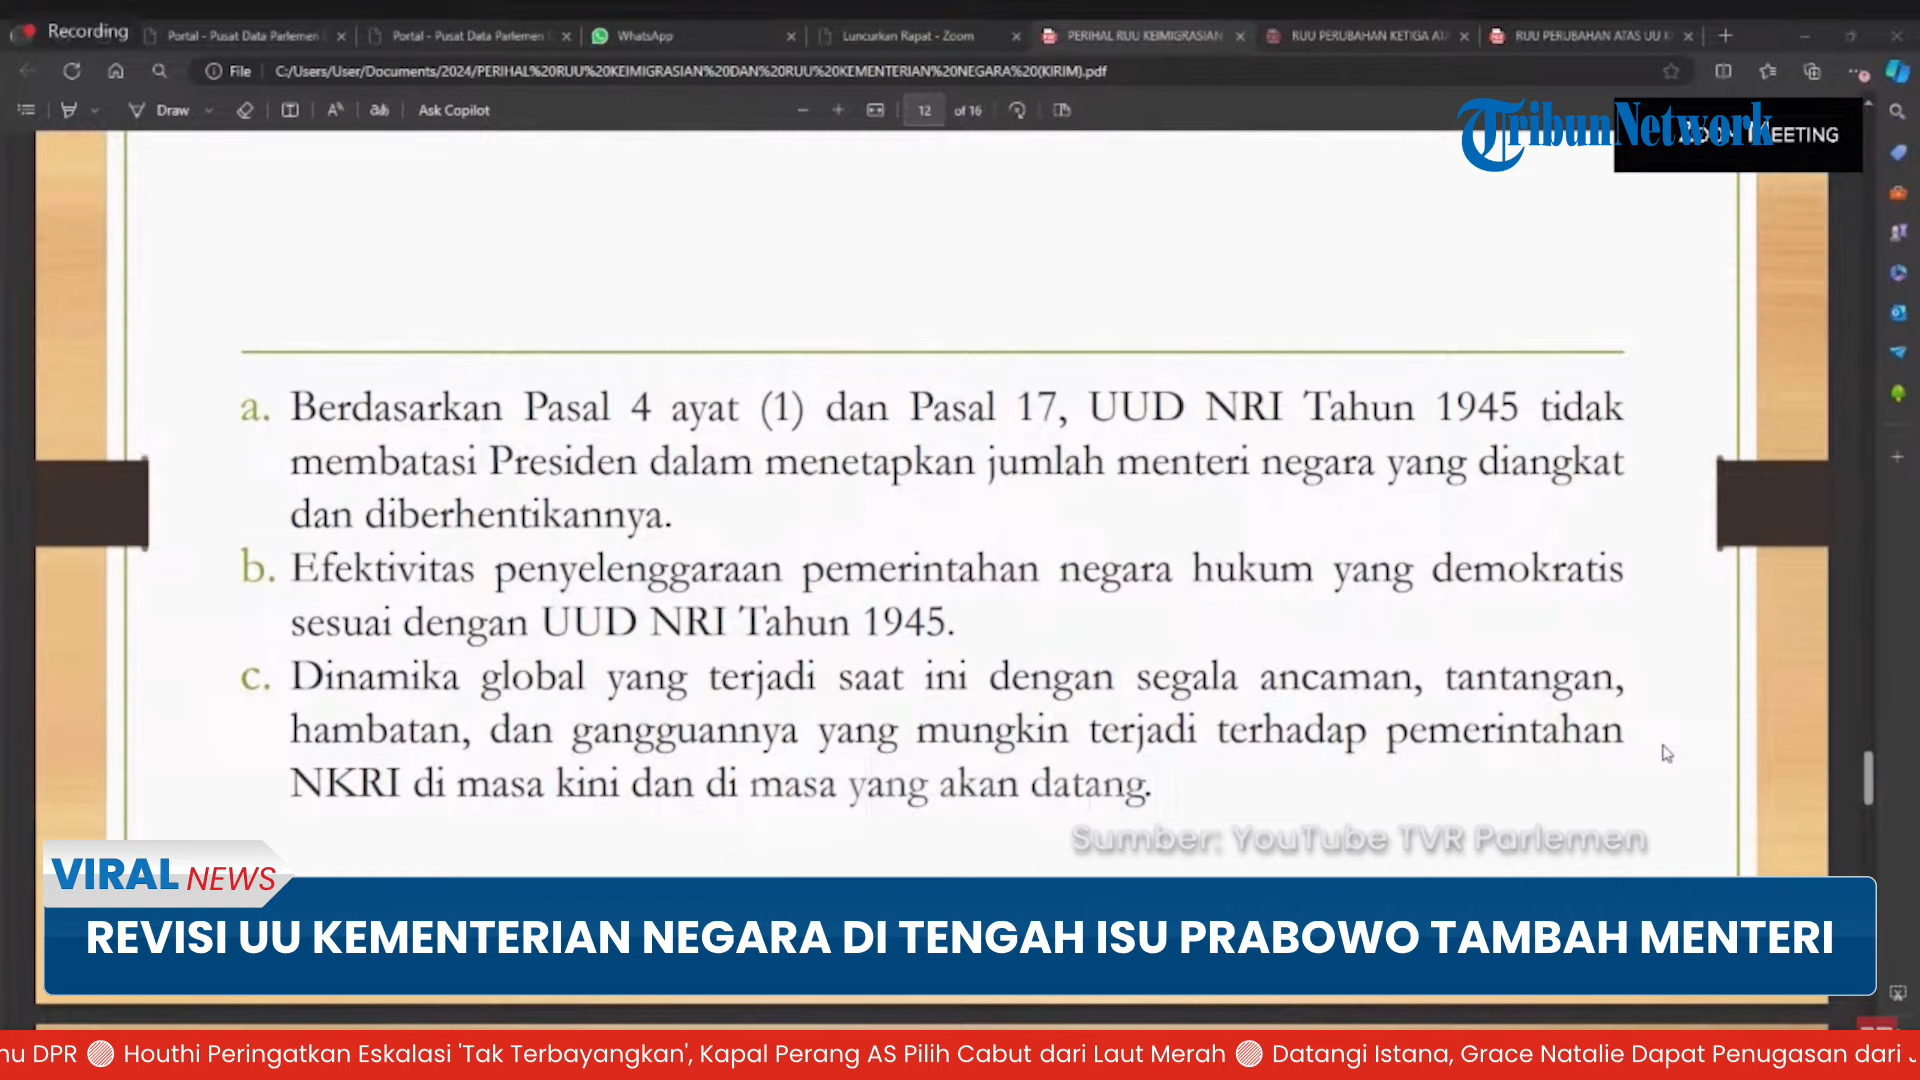 Recording
Portal - Pusat Data Parlemen
Portal - Pusat Data Parlemen
WhatsApp
Luncurkan Rapat - Zoom
PERIHAL RUU KEIMIGRASIAN
RUU PERUBAHAN KETIGA AT
RUU PERUBAHAN ATAS UU K
File
C:/Users/User/Documents/2024/PERIHAL%20RUU%20KEIMIGRASIAN%20DAN%20RUU%20KEMENTERIAN%20NEGARA%20(KIRIM).pdf
Draw
Ask Copilot
12 of 16
TribunNetwork
MEETING
a. Berdasarkan Pasal 4 ayat (1) dan Pasal 17, UUD NRI Tahun 1945 tidak
membatasi Presiden dalam menetapkan jumlah menteri negara yang diangkat
dan diberhentikannya.
b. Efektivitas penyelenggaraan pemerintahan negara hukum yang demokratis
sesuai dengan UUD NRI Tahun 1945.
c. Dinamika global yang terjadi saat ini dengan segala ancaman, tantangan,
hambatan, dan gangguannya yang mungkin terjadi terhadap pemerintahan
NKRI di masa kini dan di masa yang akan datang.
Sumber: YouTube TVR Parlemen
VIRAL NEWS
REVISI UU KEMENTERIAN NEGARA DI TENGAH ISU PRABOWO TAMBAH MENTERI
nu DPR Houthi Peringatkan Eskalasi 'Tak Terbayangkan', Kapal Perang AS Pilih Cabut dari Laut Merah Datangi Istana, Grace Natalie Dapat Penugasan dari J